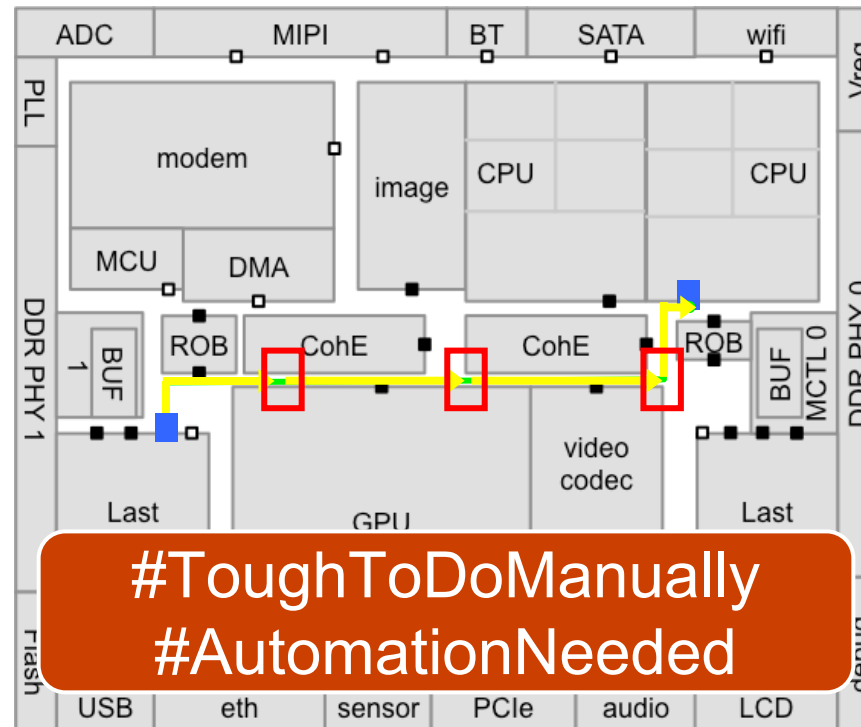 ADC
MIPI
BT
SATA
wifi
Vreg
PLL
modem
image
CPU
CPU
MCU
DMA
DDR PHY 1
DDR PHY 0
1
BUF
ROB
CohE
CohE
ROB
BUF
MCTL 0
video
codec
Last
GPU
Last
#ToughToDoManually
#AutomationNeeded
Flash
debug
USB
eth
sensor
PCIe
audio
LCD